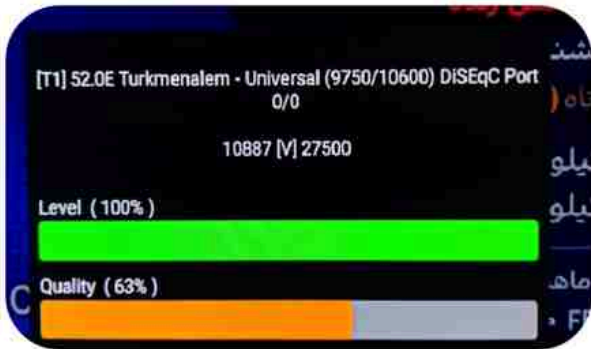 [T1] 52.0E Turkmenalem - Universal (9750/10600) DiSEqC Port
0/0
10887 [V] 27500
Level ( 100% )
Quality ( 63% )